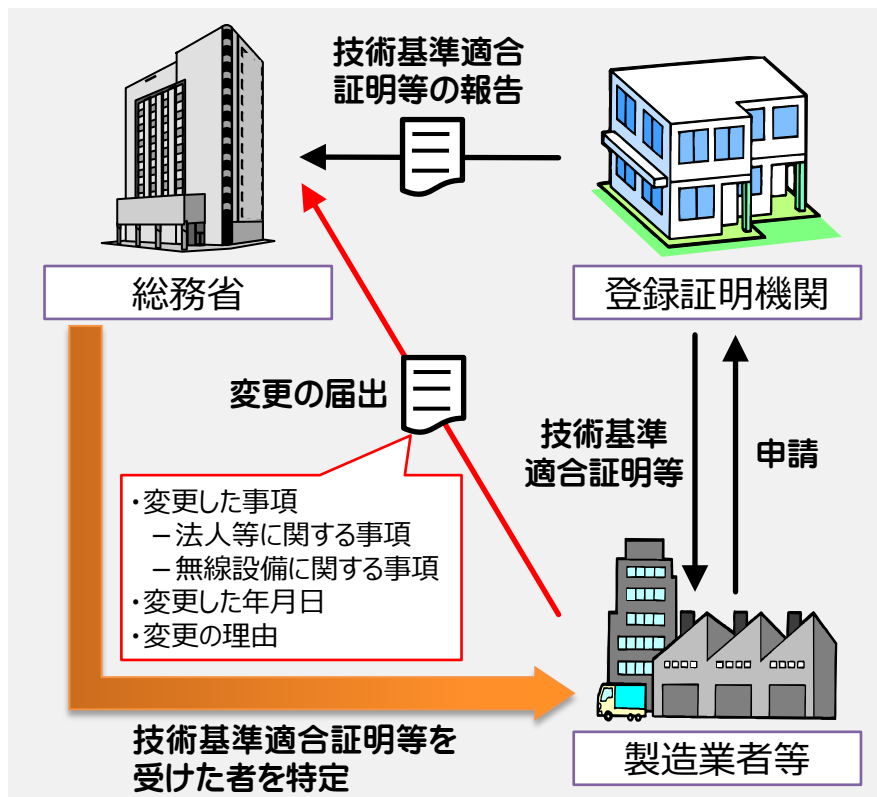 技術基準適合
証明等の報告
総務省
登録証明機関
変更の届出
技術基準
適合証明等
申請
・変更した事項
－法人等に関する事項
－無線設備に関する事項
・変更した年月日
・変更の理由
技術基準適合証明等を
受けた者を特定
製造業者等